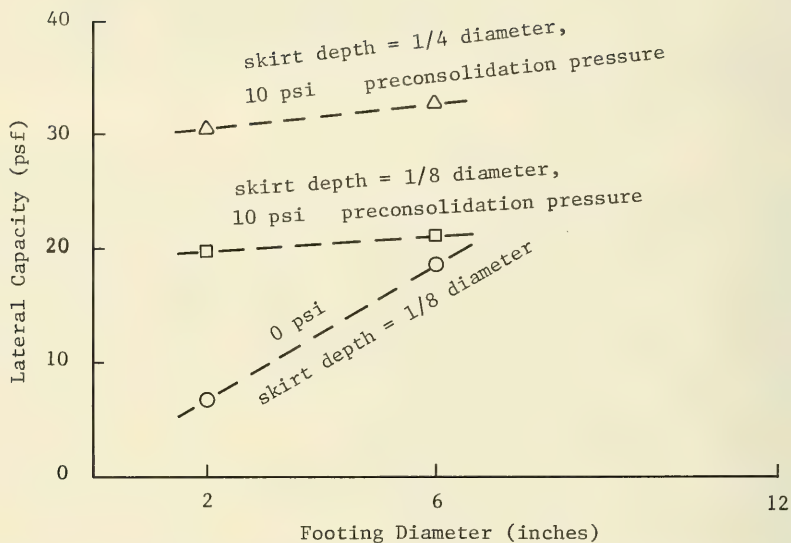 40
30
20
10
0
Lateral Capacity (psf)
skirt depth = 1/4 diameter,
10 psi preconsolidation pressure
skirt depth = 1/8 diameter,
10 psi preconsolidation pressure
0 psi
skirt depth = 1/8 diameter
2
6
12
Footing Diameter (inches)